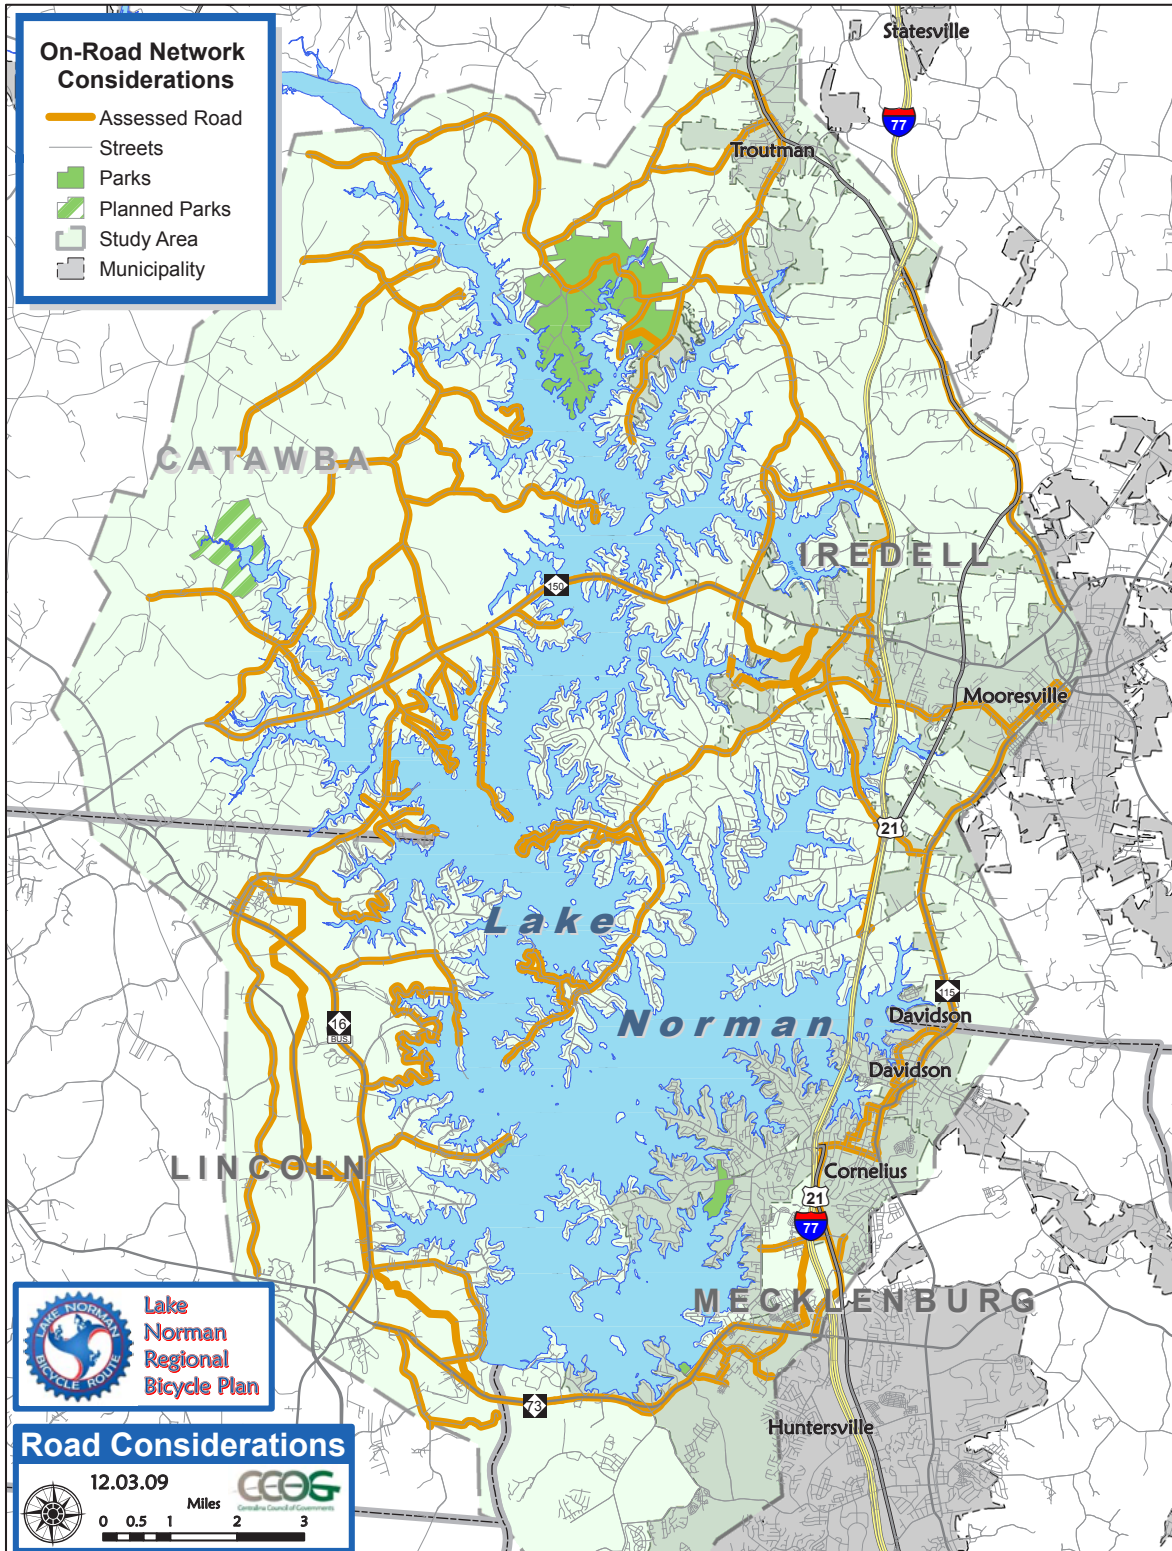 On-Road Network
Considerations
Assessed Road
Streets
Parks
Planned Parks
Study Area
Municipality
Statesville
77
Troutman
CATAWBA
IREDELL
150
Mooresville
21
Lake
Norman
115
Davidson
16
BUS
Davidson
LINCOLN
Cornelius
21
77
MECKLENBURG
73
Huntersville
LAKE NORMAN
BICYCLE ROUTE
Lake
Norman
Regional
Bicycle Plan
Road Considerations
12.03.09
CCOG
Centralina Council of Governments
Miles
0 0.5 1 2 3